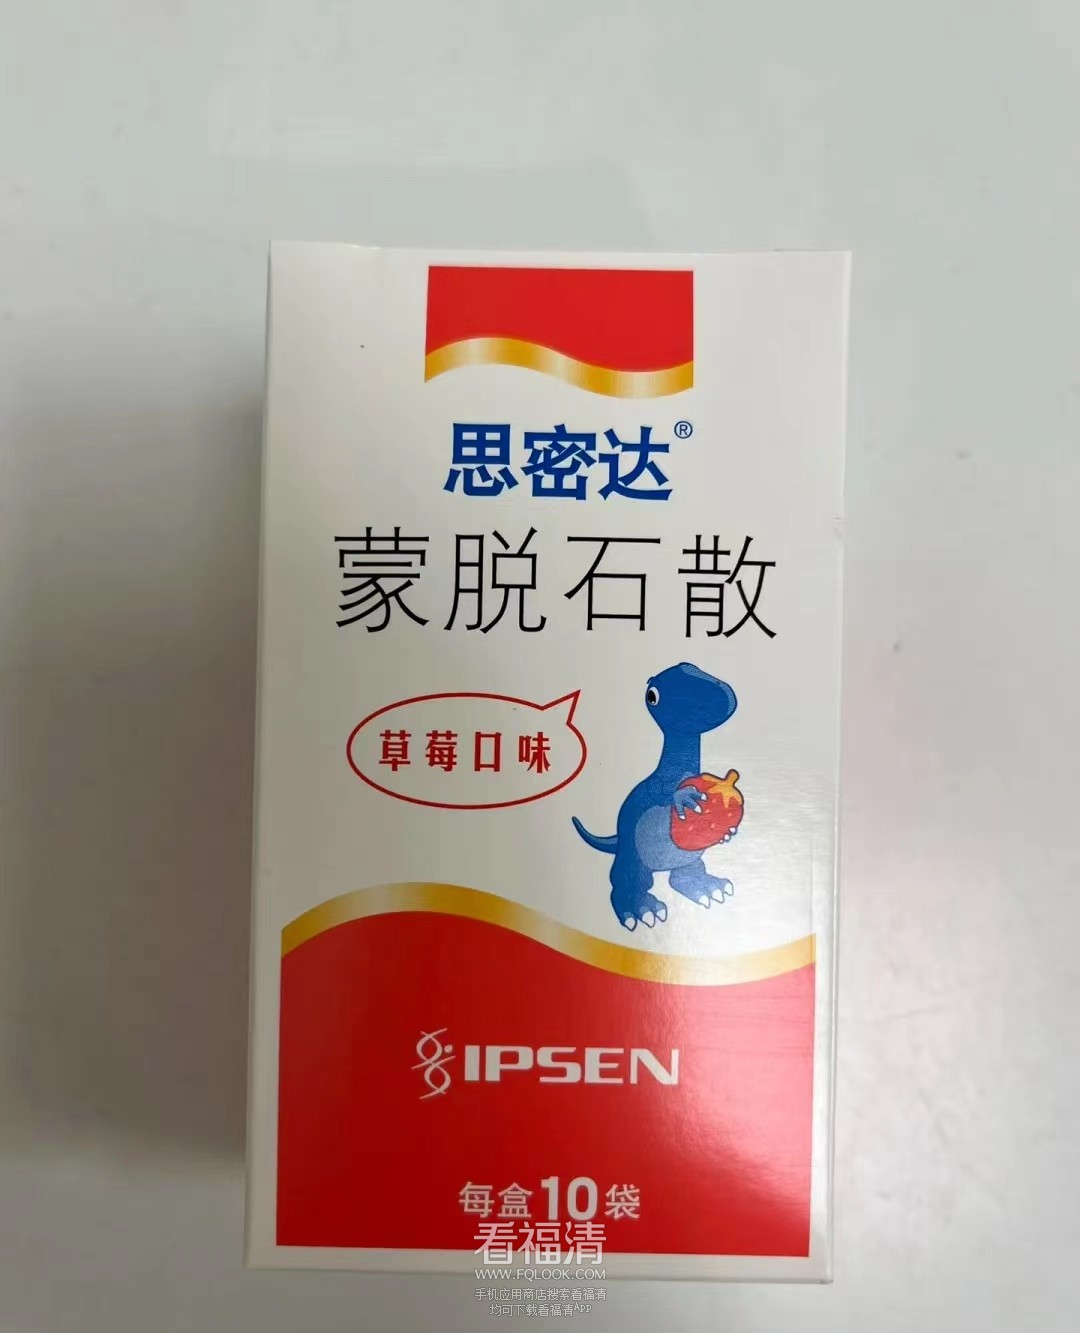 思密达®
蒙脱石散
草莓口味
IPSEN
每盒10袋
看福清
WWW.FQLOOK.COM
手机应用商店搜索看福清
均可下载看福清APP